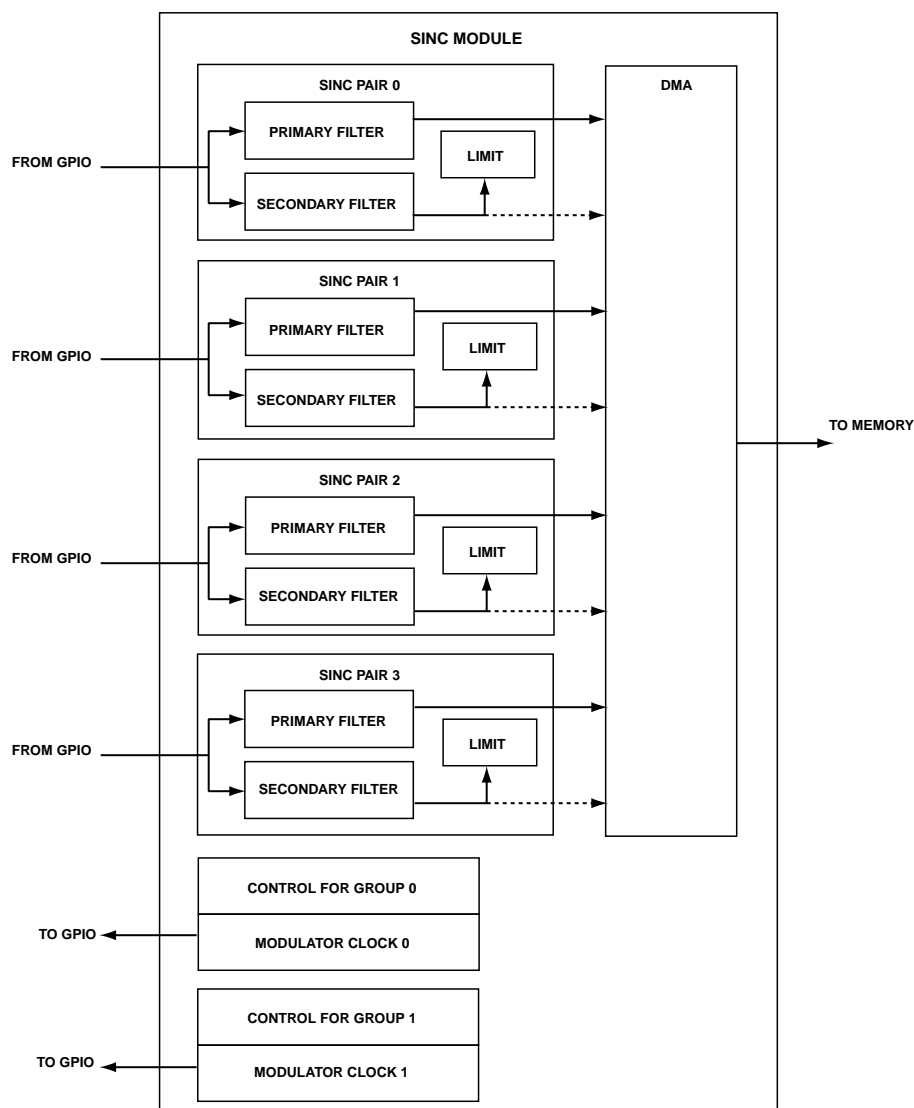 SINC MODULE
SINC PAIR 0
DMA
PRIMARY FILTER
LIMIT
FROM GPIO
SECONDARY FILTER
SINC PAIR 1
PRIMARY FILTER
LIMIT
FROM GPIO
SECONDARY FILTER
TO MEMORY
SINC PAIR 2
PRIMARY FILTER
LIMIT
FROM GPIO
SECONDARY FILTER
SINC PAIR 3
PRIMARY FILTER
LIMIT
FROM GPIO
SECONDARY FILTER
CONTROL FOR GROUP 0
TO GPIO
MODULATOR CLOCK 0
CONTROL FOR GROUP 1
TO GPIO
MODULATOR CLOCK 1